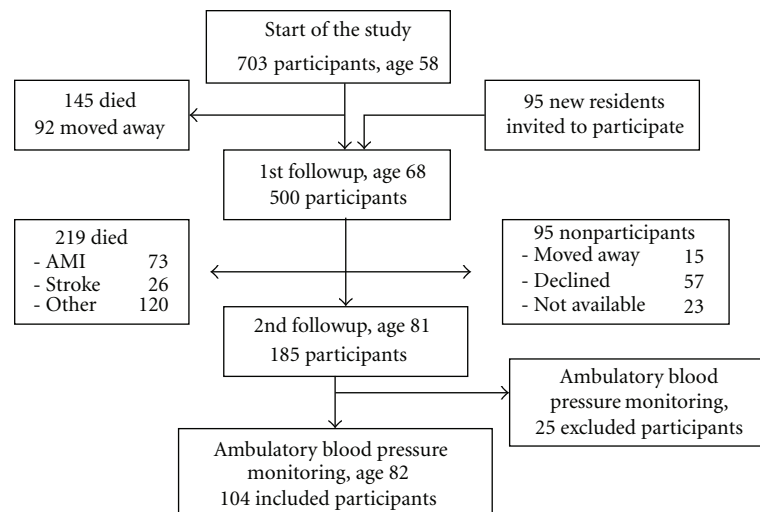 Start of the study
703 participants, age 58
145 died
92 moved away
95 new residents
invited to participate
1st followup, age 68
500 participants
219 died
- AMI 73
- Stroke 26
- Other 120
95 nonparticipants
- Moved away 15
- Declined 57
- Not available 23
2nd followup, age 81
185 participants
Ambulatory blood
pressure monitoring,
25 excluded participants
Ambulatory blood pressure
monitoring, age 82
104 included participants